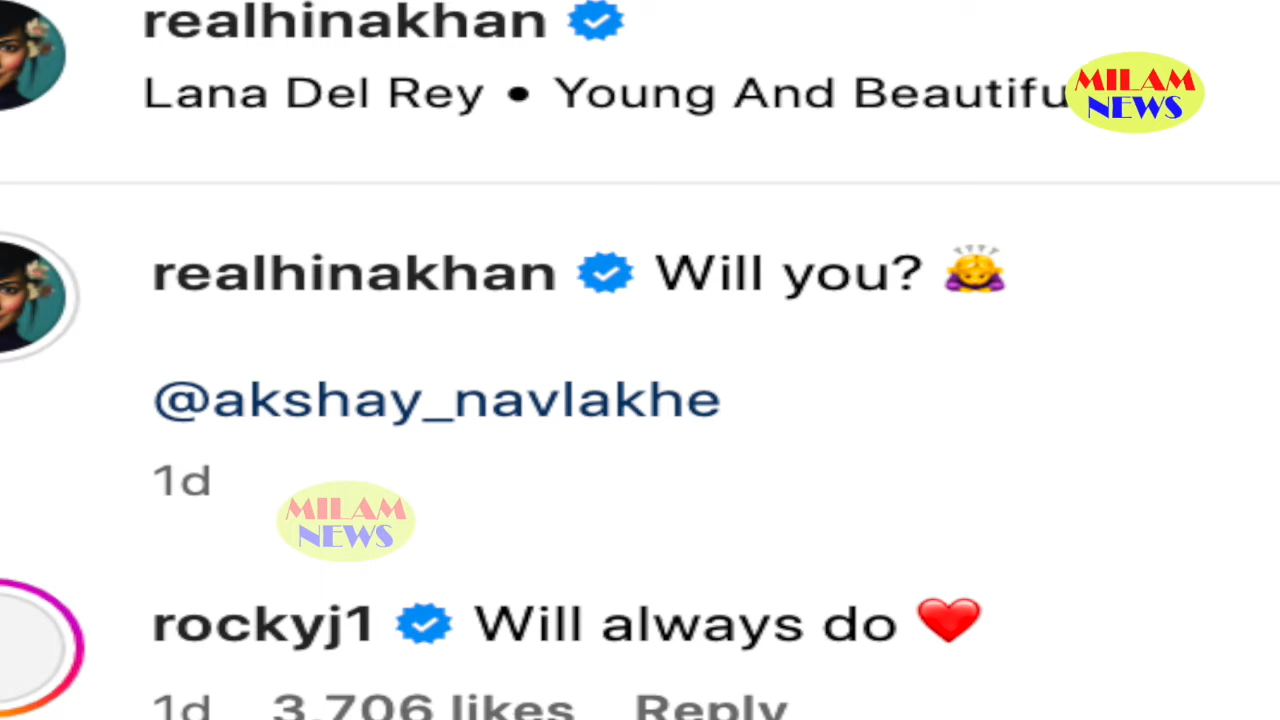 realhinakhan
Lana Del Rey • Young And Beautifu
MILAM
NEWS
realhinakhan Will you? 🙇‍♀️
@akshay_navlakhe
1d
MILAM
NEWS
rockyj1 Will always do ❤️
1d 3,706 likes Reply